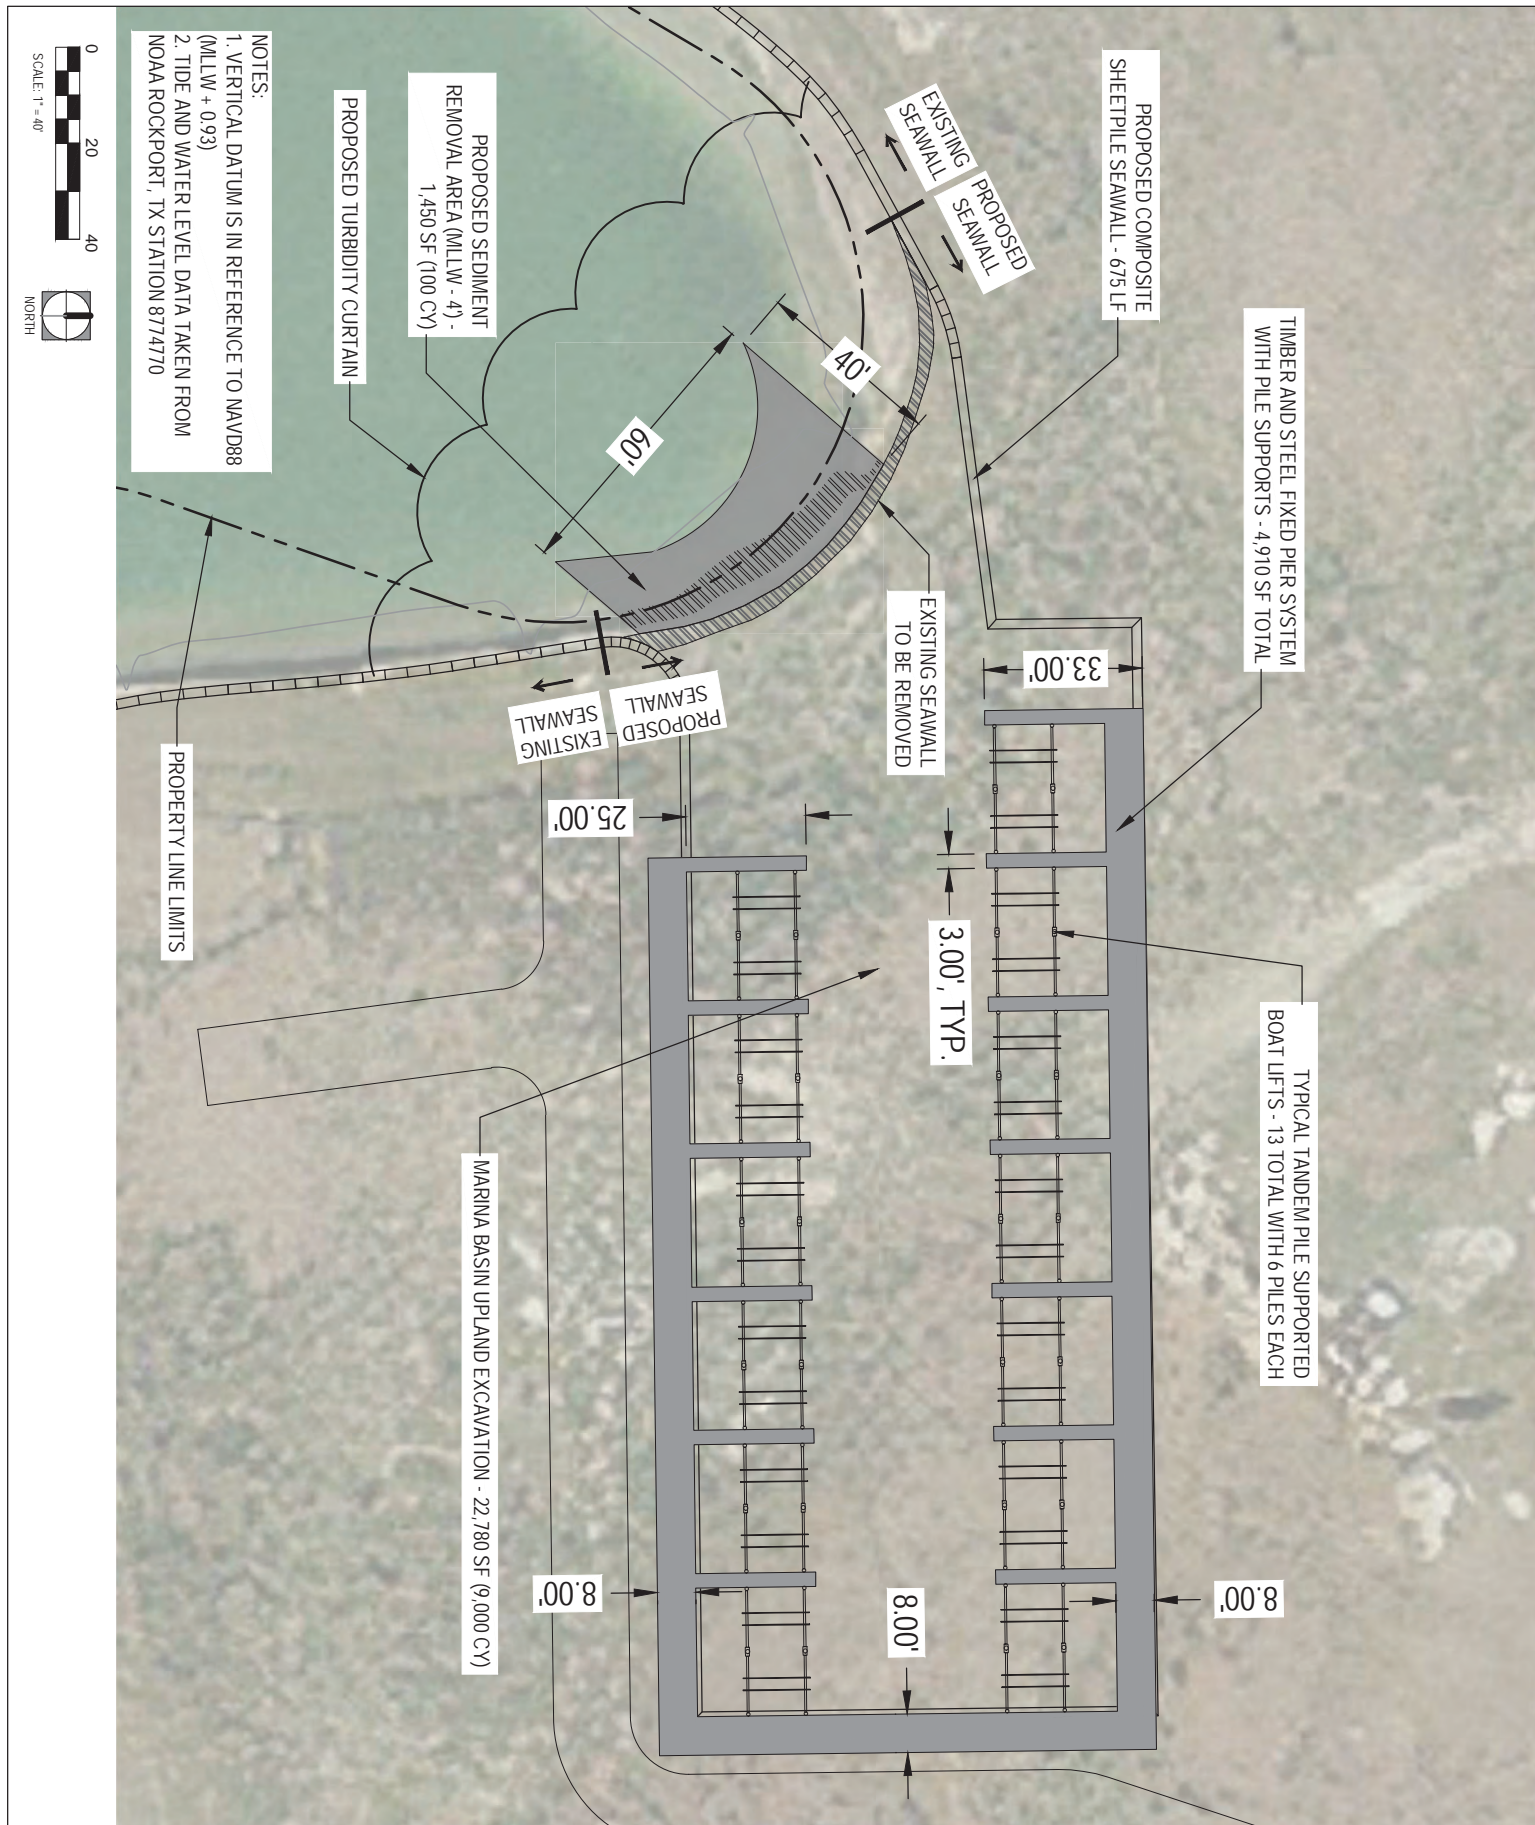 PROPOSED COMPOSITE
SHEETPILE SEAWALL - 675 LF
TIMBER AND STEEL FIXED PIER SYSTEM
WITH PILE SUPPORTS - 4,910 SF TOTAL
TYPICAL TANDEM PILE SUPPORTED
BOAT LIFTS - 13 TOTAL WITH 6 PILES EACH
EXISTING
SEAWALL
PROPOSED
SEAWALL
40'
60'
EXISTING SEAWALL
TO BE REMOVED
33.00'
3.00', TYP.
8.00'
8.00'
8.00'
25.00'
PROPOSED
SEAWALL
EXISTING
SEAWALL
PROPOSED SEDIMENT
REMOVAL AREA (MLLW - 4') -
1,450 SF (100 CY)
PROPOSED TURBIDITY CURTAIN
MARINA BASIN UPLAND EXCAVATION - 22,780 SF (9,000 CY)
PROPERTY LINE LIMITS
NOTES:
1. VERTICAL DATUM IS IN REFERENCE TO NAVD88
(MLLW + 0.93)
2. TIDE AND WATER LEVEL DATA TAKEN FROM
NOAA ROCKPORT, TX STATION 8774770
0
20
40
SCALE: 1" = 40'
NORTH